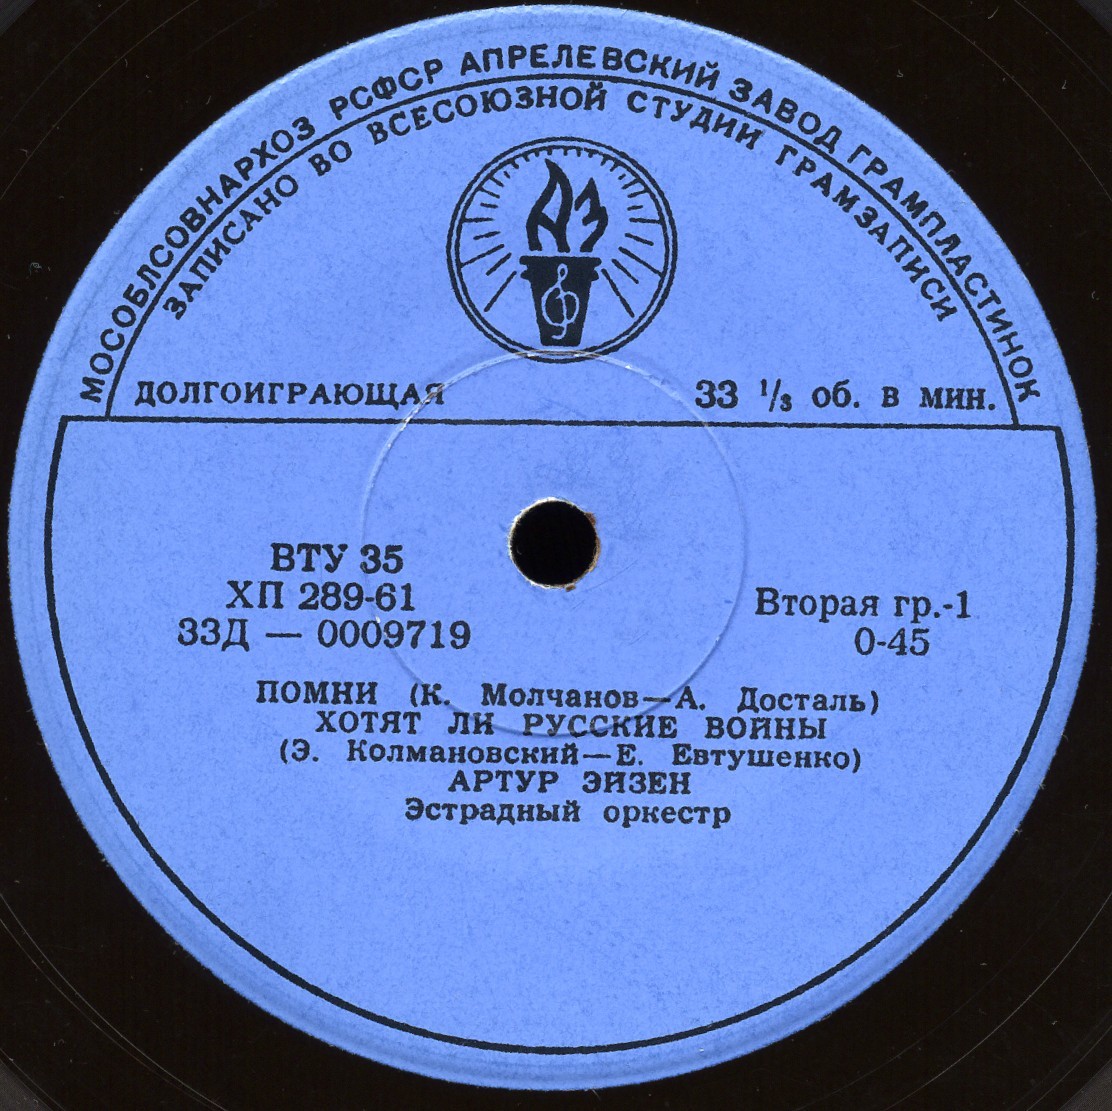 МОСОБЛСОВНАРХОЗ РСФСР АПРЕЛЕВСКИЙ ЗАВОД ГРАМПЛАСТИНОК
ЗАПИСАНО ВО ВСЕСОЮЗНОЙ СТУДИИ ГРАМЗАПИСИ
АЗ
ДОЛГОИГРАЮЩАЯ 33 1/3 об. в мин.
ВТУ 35
ХП 289-61
33Д — 0009719
Вторая гр.-1
0-45
ПОМНИ (К. Молчанов—А. Досталь)
ХОТЯТ ЛИ РУССКИЕ ВОЙНЫ
(Э. Колмановский—Е. Евтушенко)
АРТУР ЭЙЗЕН
Эстрадный оркестр